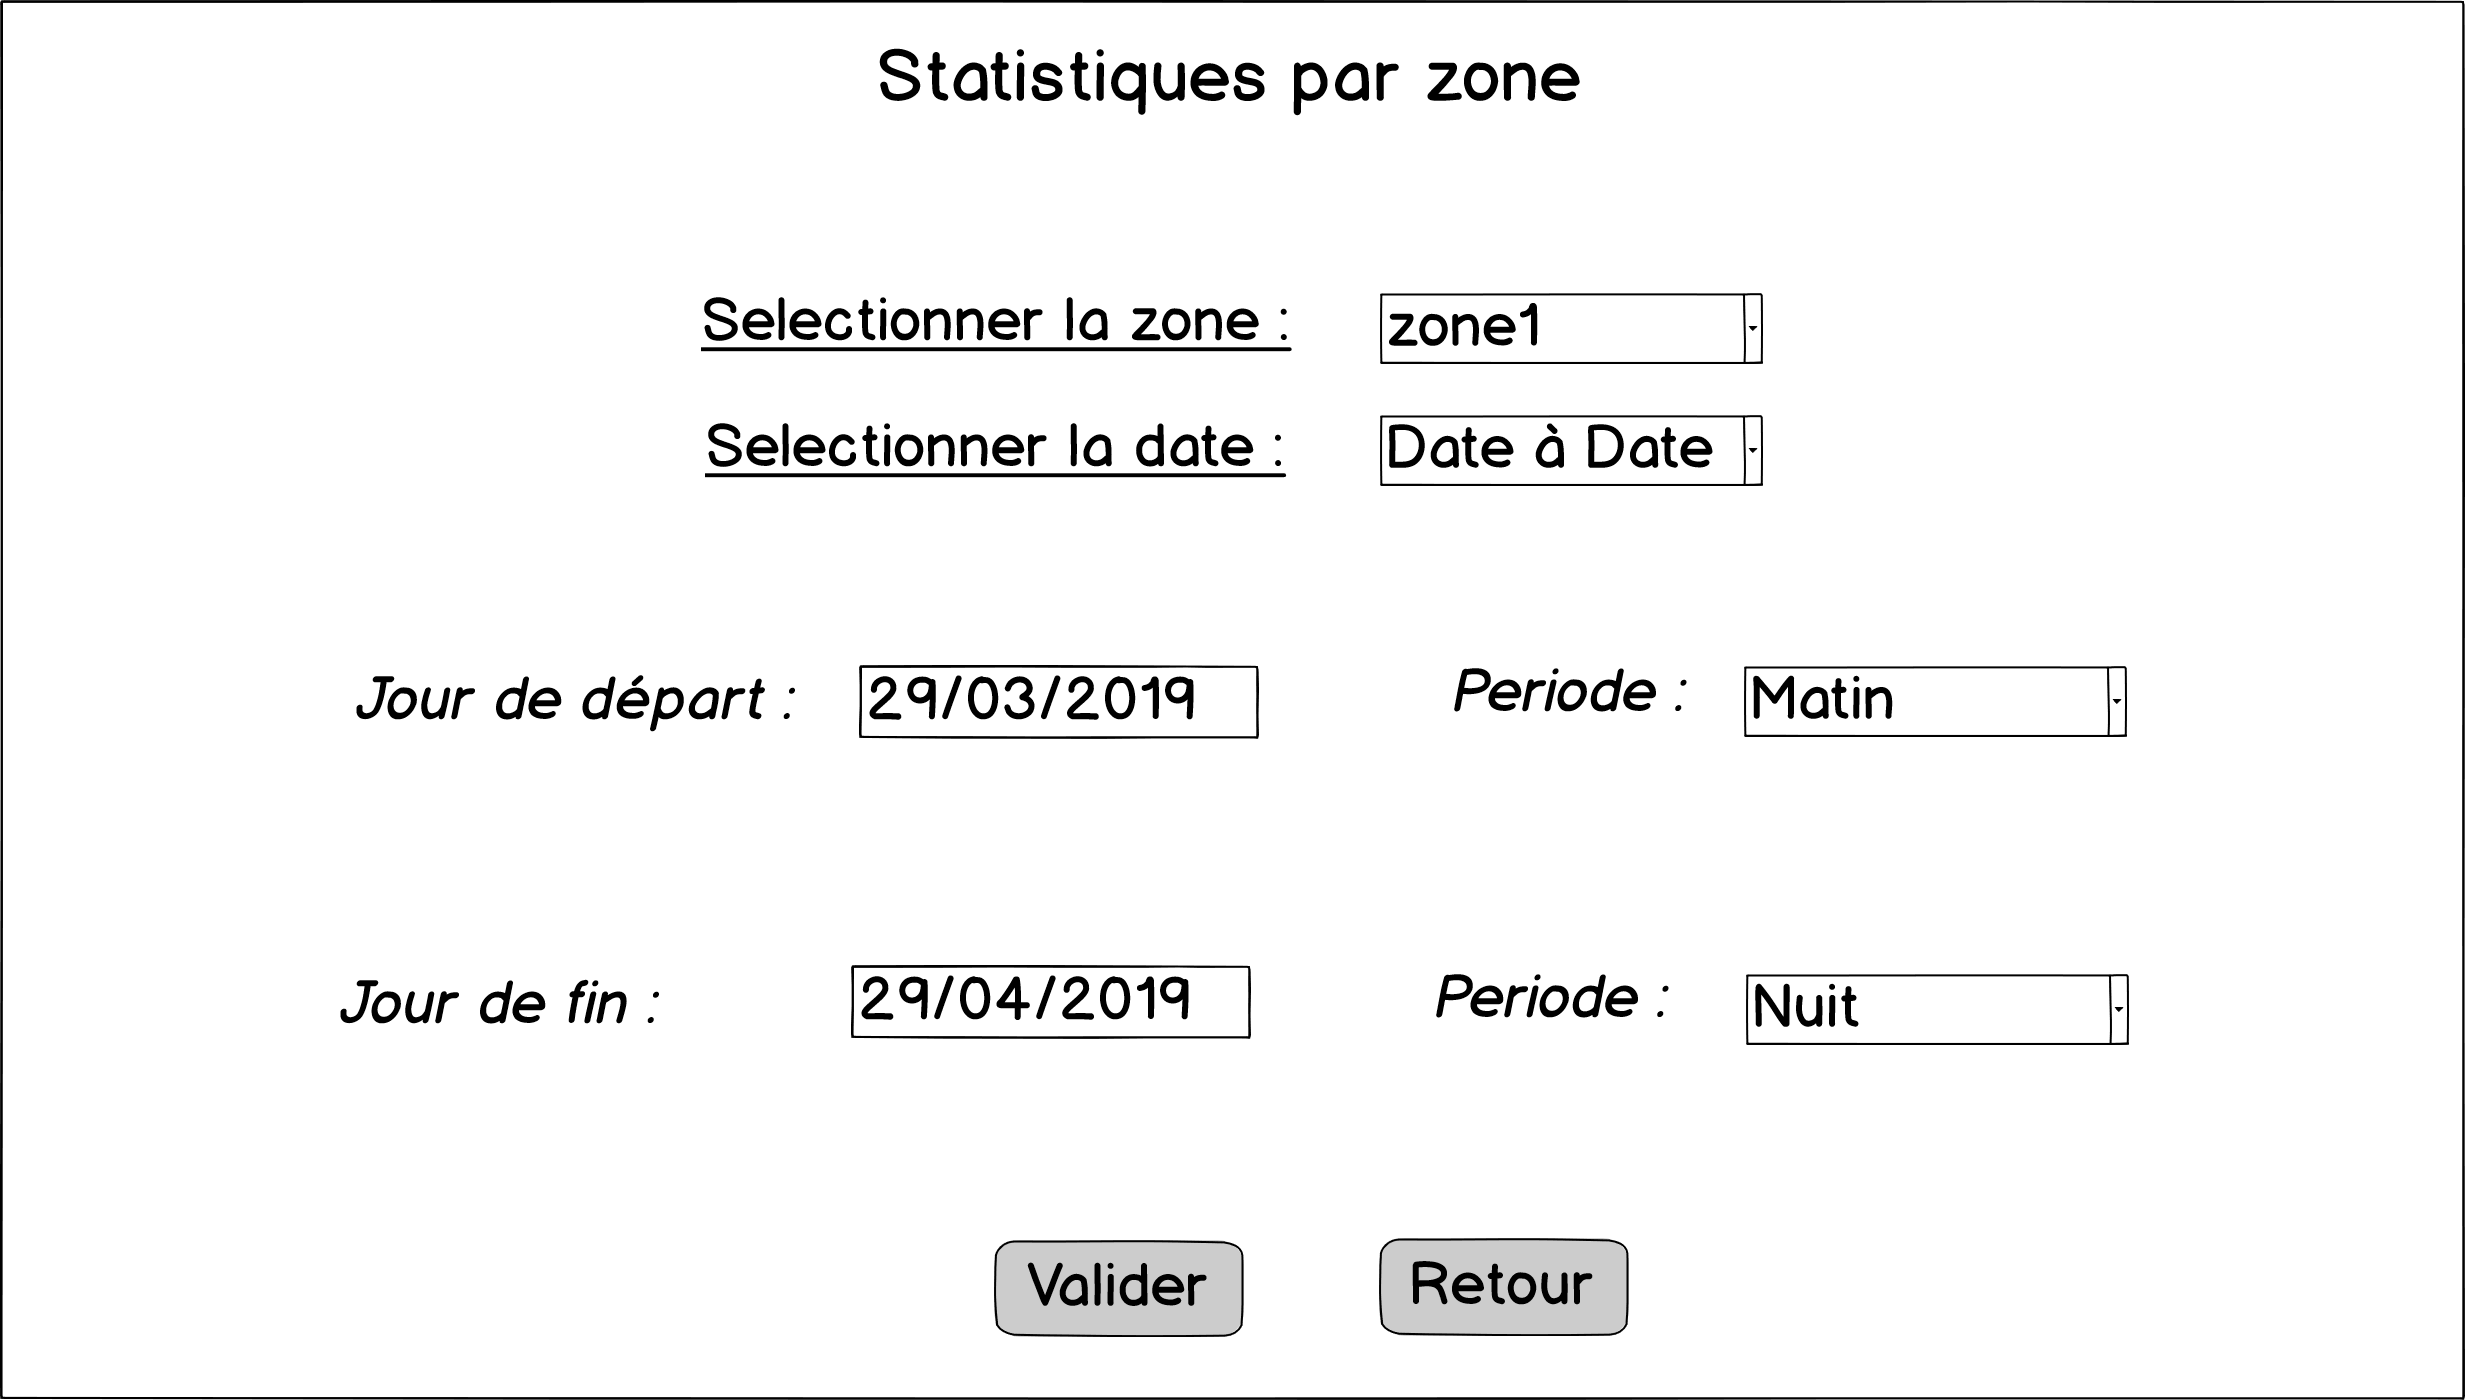 Statistiques par zone
Selectionner la zone : zone1
Selectionner la date : Date à Date
Jour de départ : 29/03/2019 Periode : Matin
Jour de fin : 29/04/2019 Periode : Nuit
Valider Retour